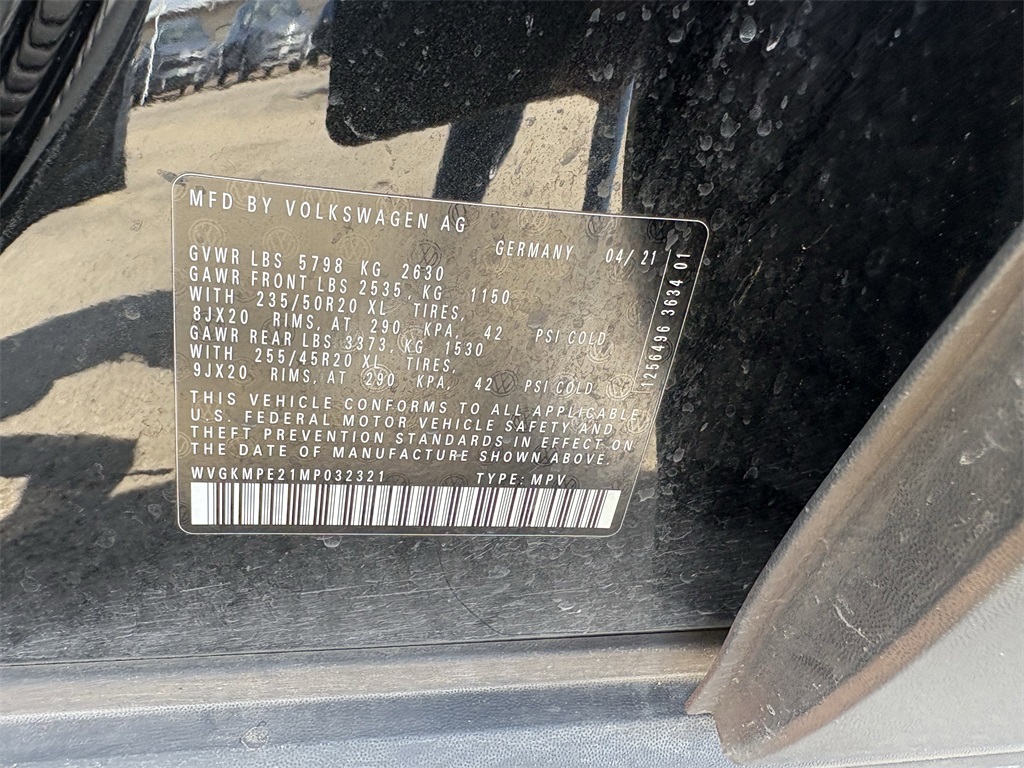 MFD BY VOLKSWAGEN AG
GERMANY 04/21
GVWR LBS 5798 KG 2630
GAWR FRONT LBS 2535, KG 1150
WITH 235/50R20 XL TIRES,
8JX20 RIMS, AT 290 KPA, 42 PSI COLD
GAWR REAR LBS 3373, KG 1530
WITH 255/45R20 XL TIRES,
9JX20 RIMS, AT 290 KPA, 42 PSI COLD
THIS VEHICLE CONFORMS TO ALL APPLICABLE
U.S. FEDERAL MOTOR VEHICLE SAFETY AND
THEFT PREVENTION STANDARDS IN EFFECT ON
THE DATE OF MANUFACTURE SHOWN ABOVE.
WVGKMPE21MP032321 TYPE: MPV
1256496 3634 01